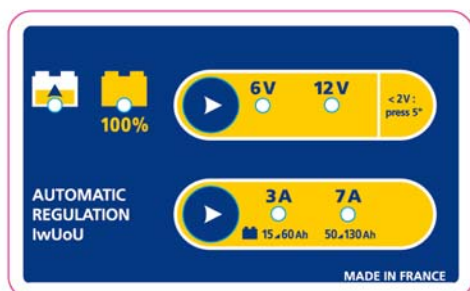 6V 12V
<2V:
press 5"
100%
AUTOMATIC
REGULATION
IwUoU
3A 7A
15◢60Ah 50◢130Ah
MADE IN FRANCE